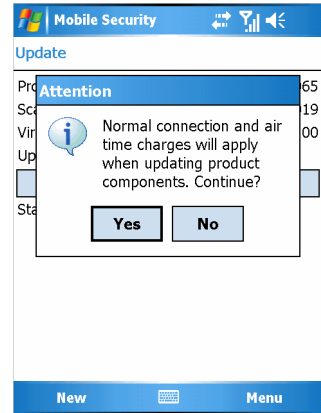 Mobile Security
Update
Attention
Normal connection and air
time charges will apply
when updating product
components. Continue?
Yes No
New Menu